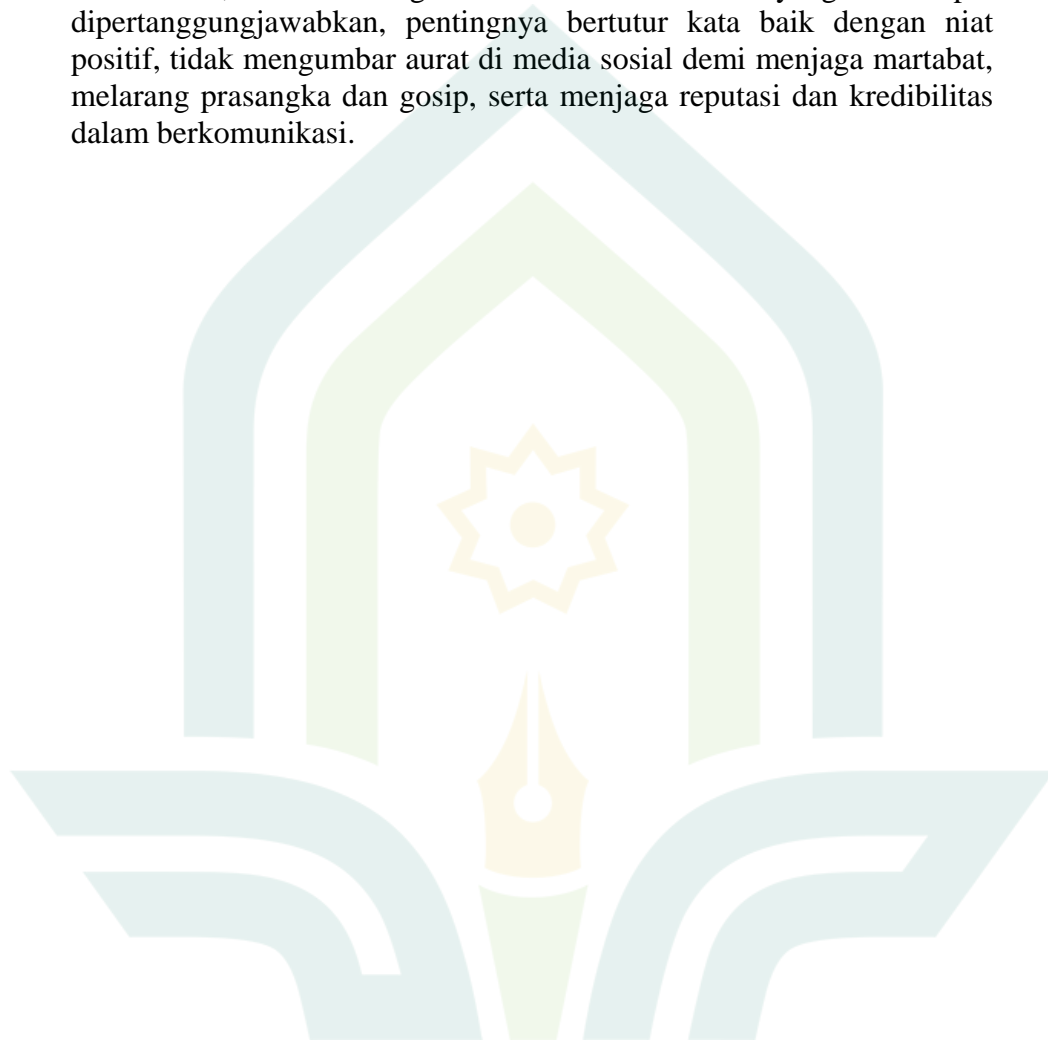 dipertanggungjawabkan, pentingnya bertutur kata baik dengan niat
positif, tidak mengumbar aurat di media sosial demi menjaga martabat,
melarang prasangka dan gosip, serta menjaga reputasi dan kredibilitas
dalam berkomunikasi.